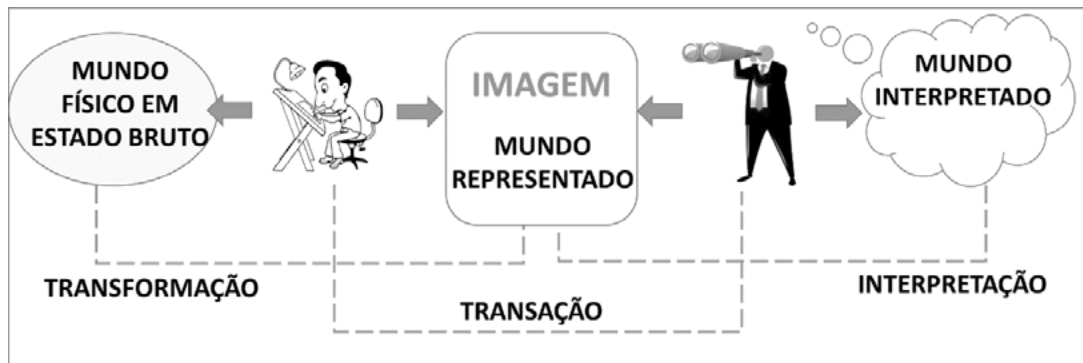 MUNDO
FÍSICO EM
ESTADO BRUTO
IMAGEM
MUNDO
REPRESENTADO
MUNDO
INTERPRETADO
TRANSFORMAÇÃO
TRANSAÇÃO
INTERPRETAÇÃO